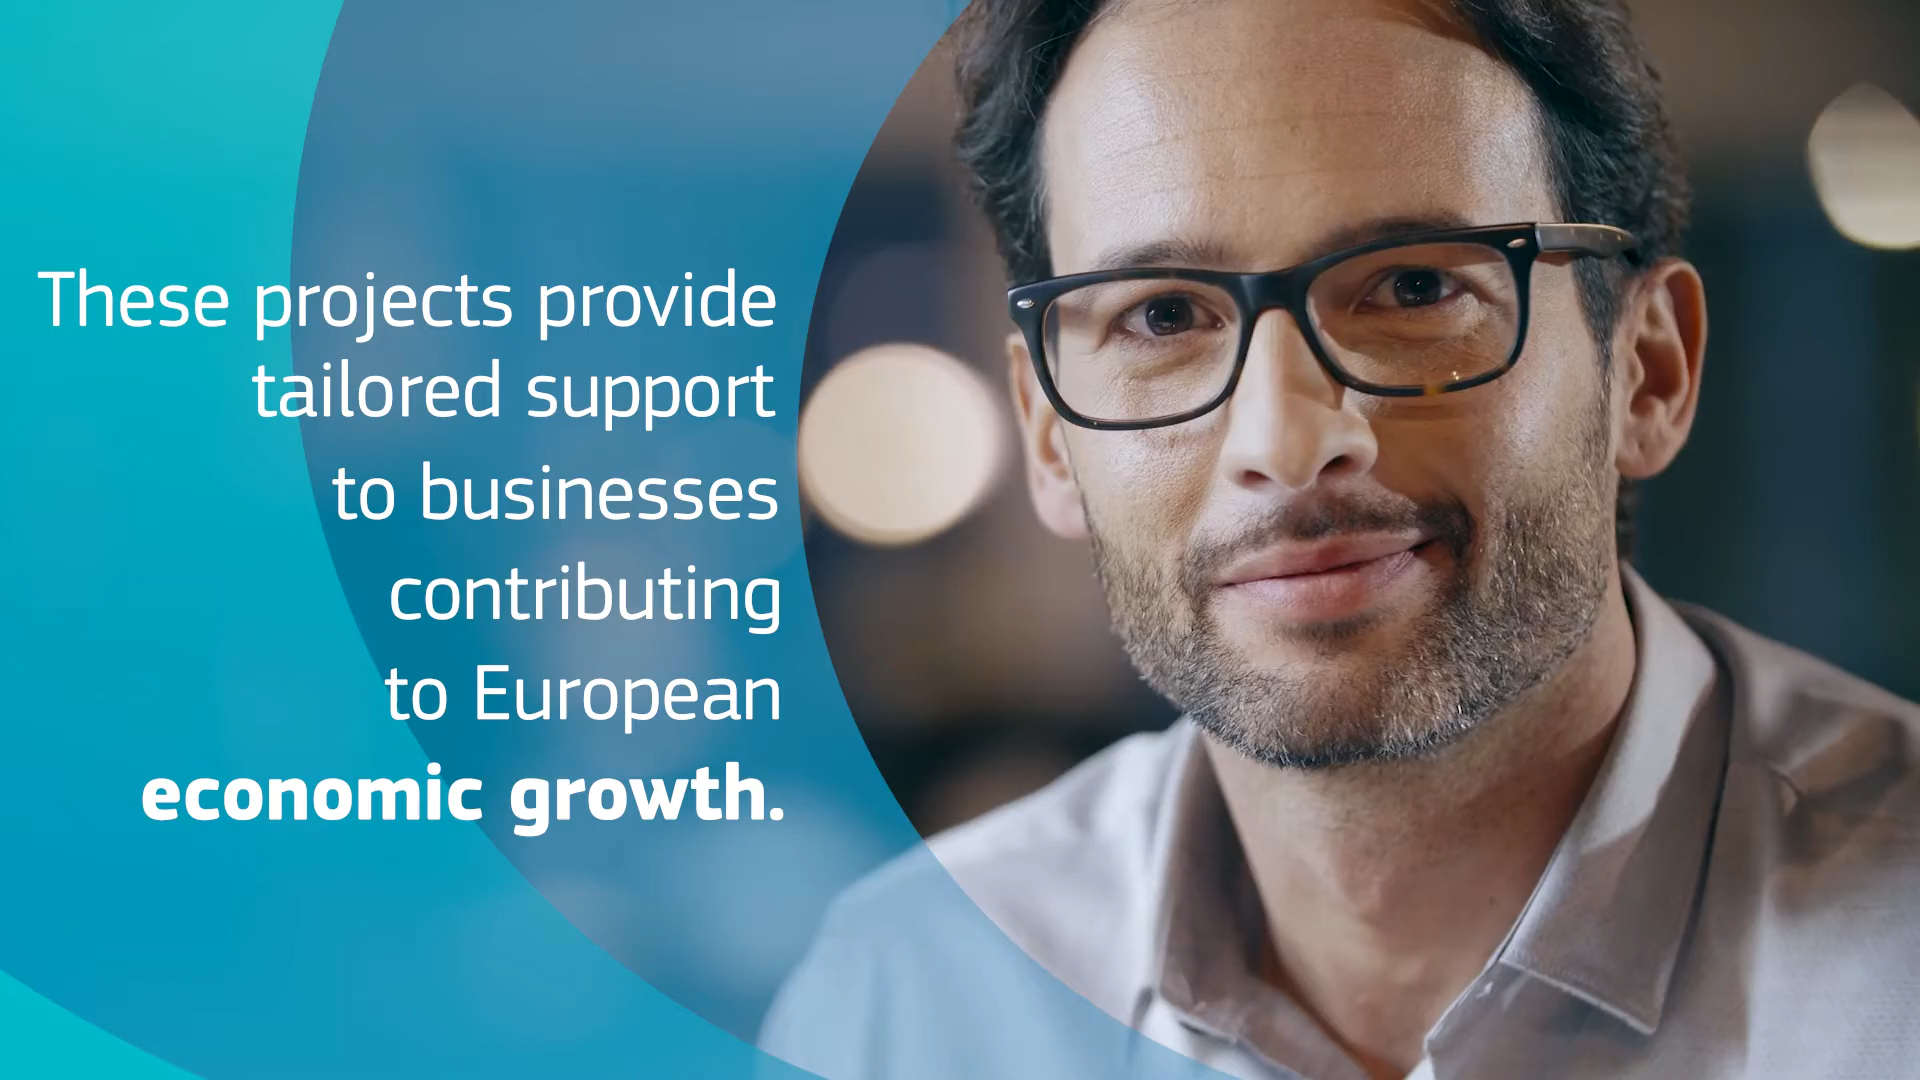 These projects provide
tailored support
to businesses
contributing
to European
economic growth.